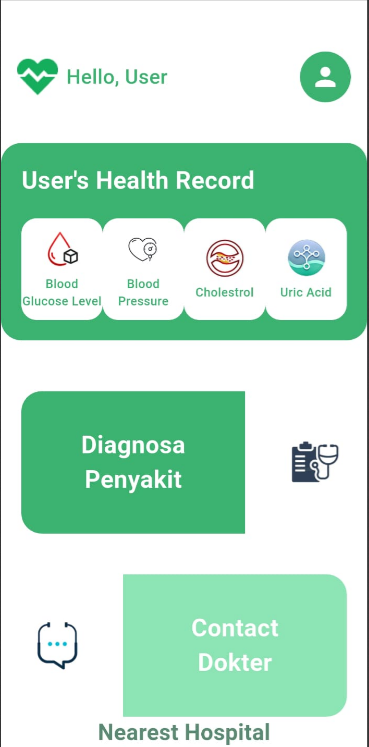 Hello, User
User's Health Record
Blood
Glucose Level
Blood
Pressure
Cholestrol
Uric Acid
Diagnosa
Penyakit
Contact
Dokter
Nearest Hospital